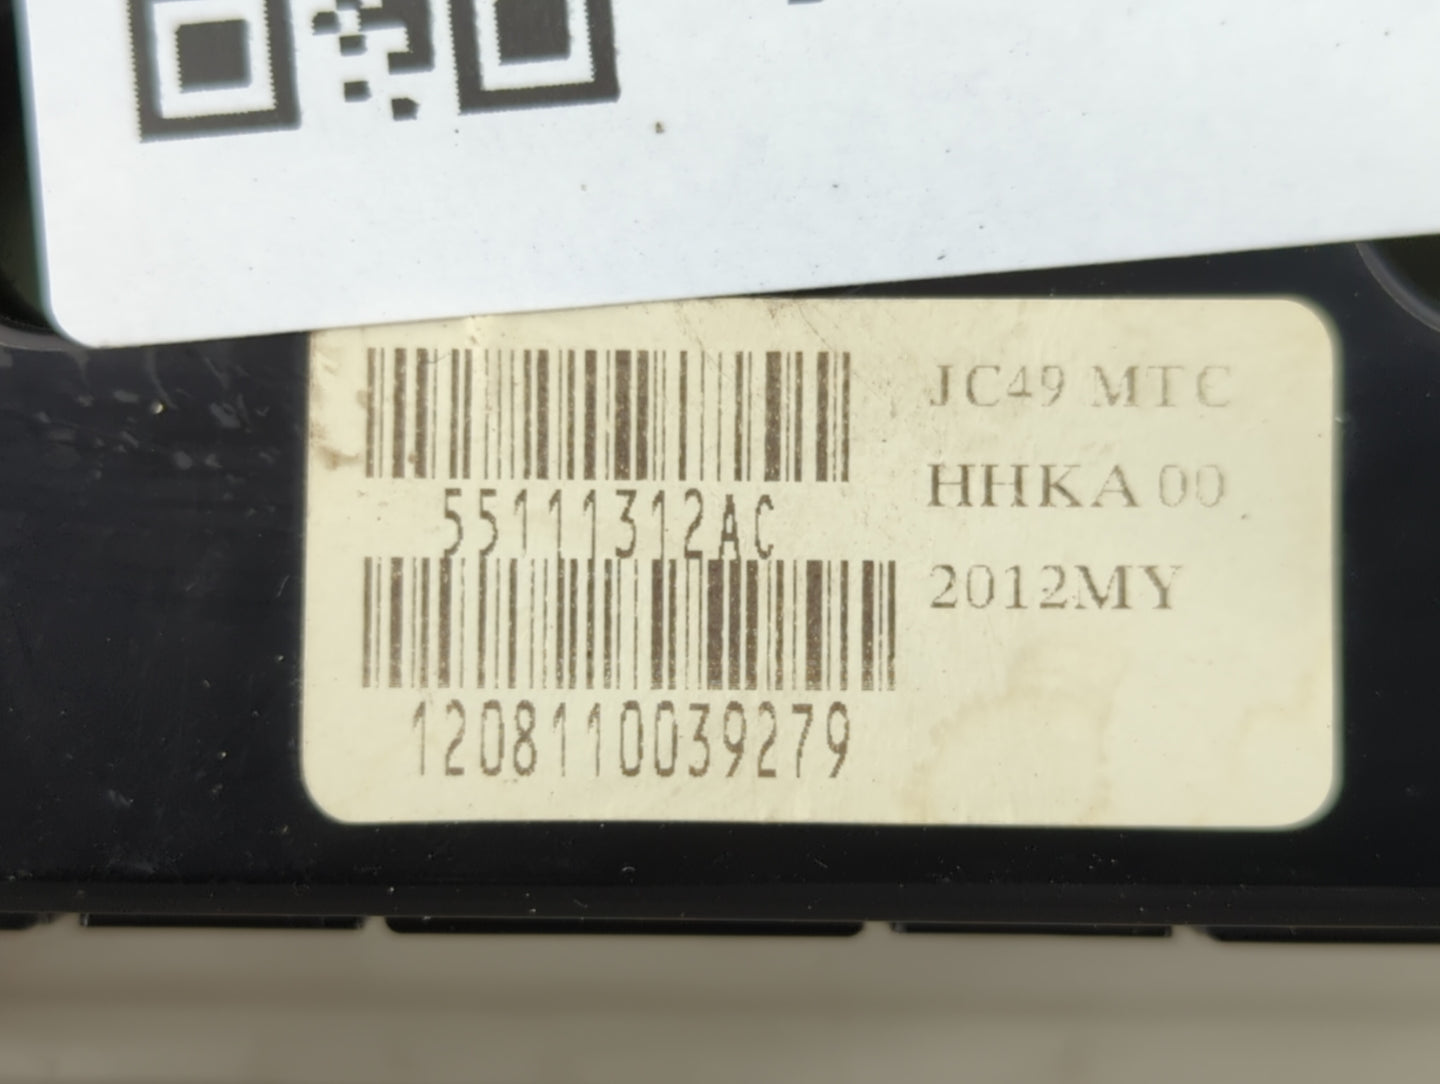 JC49 MTC
55111312AC
HHKA 00
2012MY
1208110039279